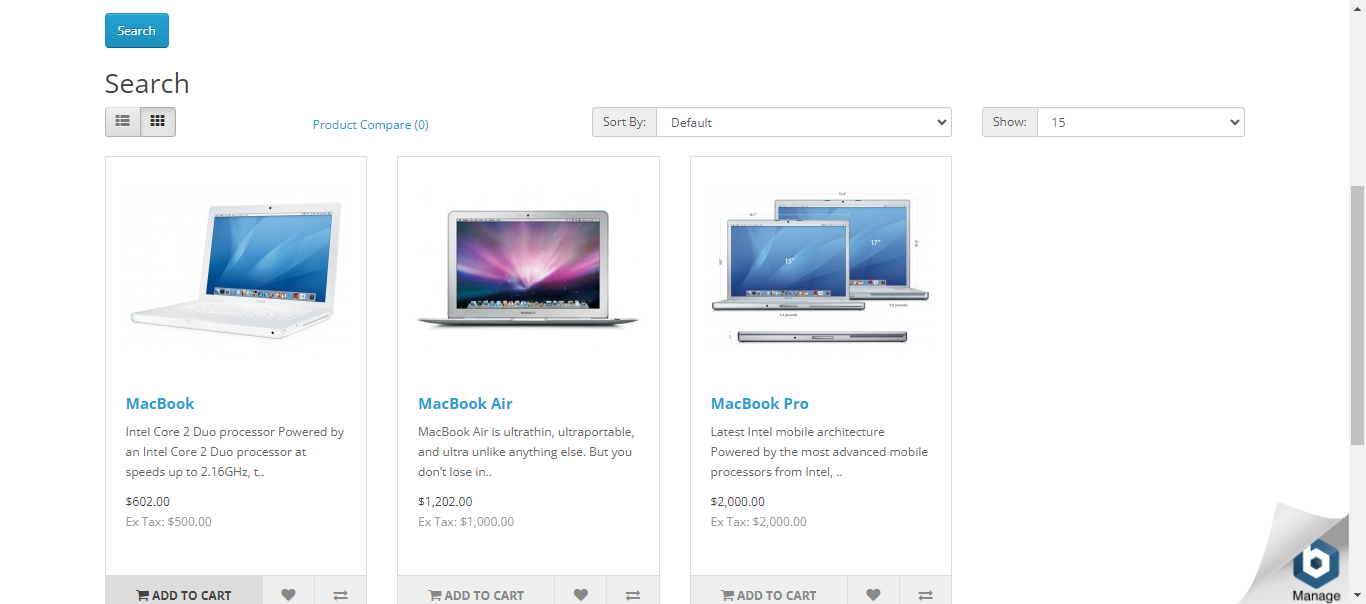 Search
Search
Product Compare (0)
Sort By:
Default
Show:
15
15"
17"
MacBook
Intel Core 2 Duo processor Powered by
an Intel Core 2 Duo processor at
speeds up to 2.16GHz, t..
$602.00
Ex Tax: $500.00
ADD TO CART
MacBook Air
MacBook Air is ultrathin, ultraportable,
and ultra unlike anything else. But you
don't lose in..
$1,202.00
Ex Tax: $1,000.00
ADD TO CART
MacBook Pro
Latest Intel mobile architecture
Powered by the most advanced mobile
processors from Intel, ..
$2,000.00
Ex Tax: $2,000.00
ADD TO CART
Manage